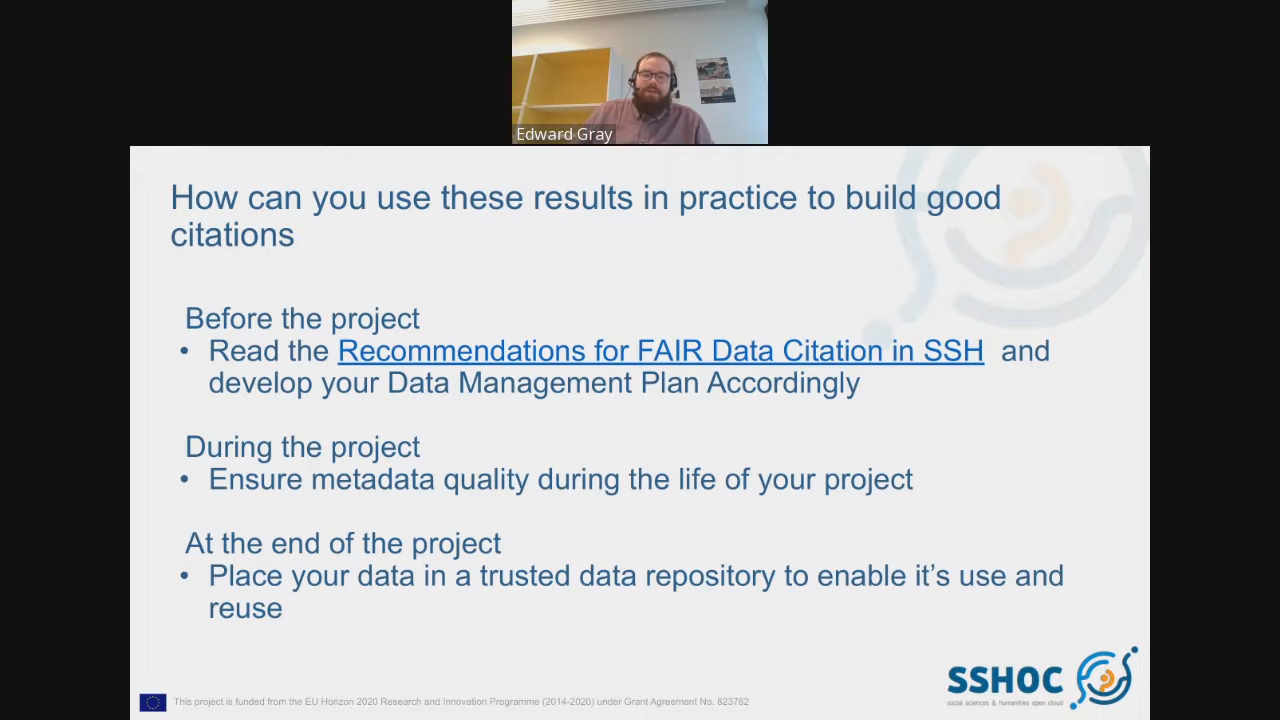 Edward Gray
How can you use these results in practice to build good
citations
Before the project
• Read the Recommendations for FAIR Data Citation in SSH and
develop your Data Management Plan Accordingly
During the project
• Ensure metadata quality during the life of your project
At the end of the project
• Place your data in a trusted data repository to enable it’s use and
reuse
SSHOC
social sciences & humanities open cloud
This project is funded from the EU Horizon 2020 Research and Innovation Programme (2014-2020) under Grant Agreement No. 823782